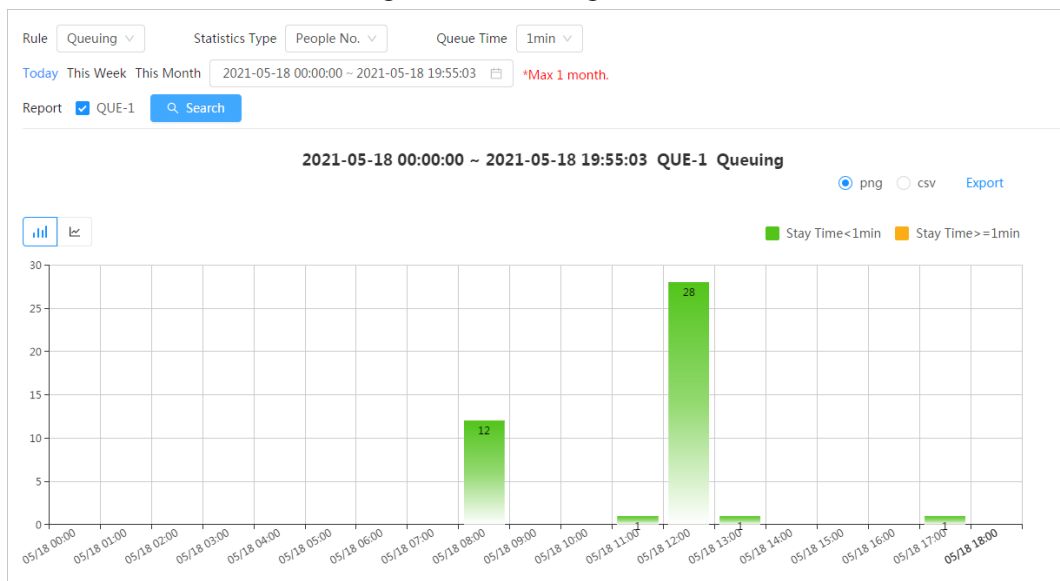 Rule Queuing Statistics Type People No. Queue Time 1min
Today This Week This Month 2021-05-18 00:00:00 ~ 2021-05-18 19:55:03 *Max 1 month.
Report QUE-1 Search
2021-05-18 00:00:00 ~ 2021-05-18 19:55:03 QUE-1 Queuing
png csv Export
Stay Time<1min Stay Time>=1min
30
25
20
15
10
5
0
12
1
28
1
1
05/18 00:00 05/18 01:00 05/18 02:00 05/18 03:00 05/18 04:00 05/18 05:00 05/18 06:00 05/18 07:00 05/18 08:00 05/18 09:00 05/18 10:00 05/18 11:00 05/18 12:00 05/18 13:00 05/18 14:00 05/18 15:00 05/18 16:00 05/18 17:00 05/18 18:00